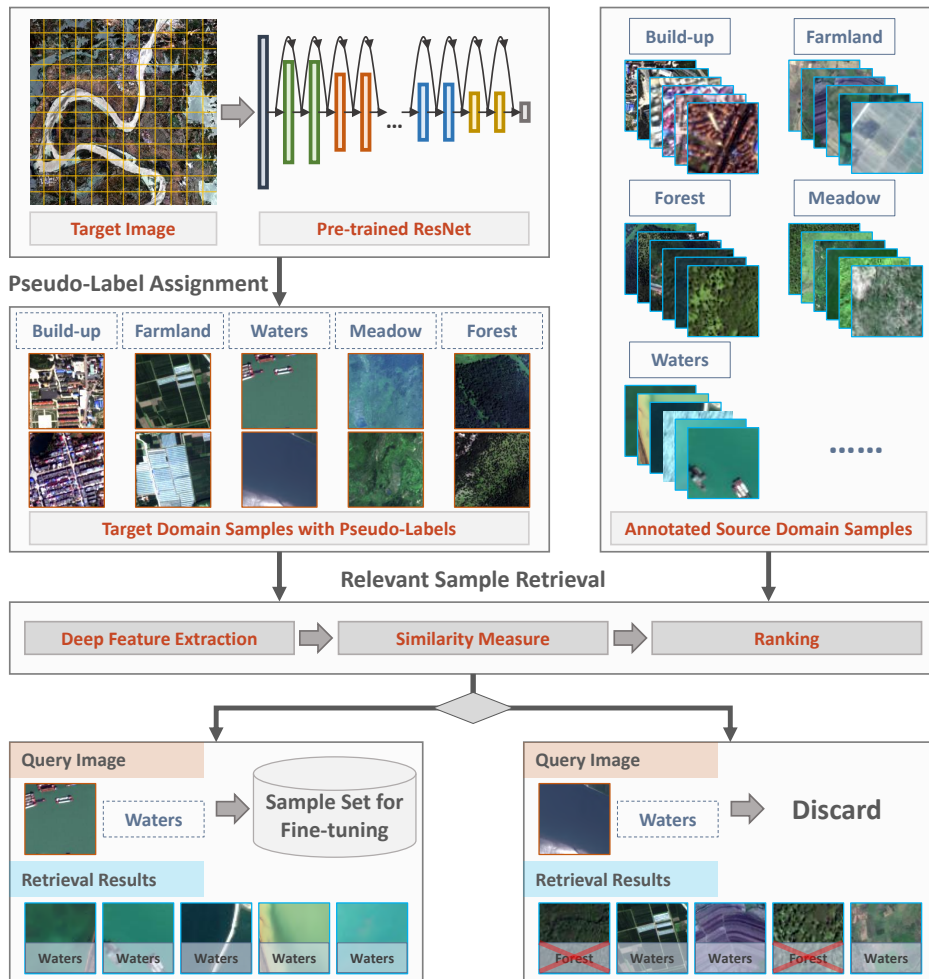 Target Image
Pre-trained ResNet
...
Build-up
Farmland
Forest
Meadow
Waters
......
Annotated Source Domain Samples
Pseudo-Label Assignment
Build-up
Farmland
Waters
Meadow
Forest
Target Domain Samples with Pseudo-Labels
Relevant Sample Retrieval
Deep Feature Extraction
Similarity Measure
Ranking
Query Image
Waters
Sample Set for
Fine-tuning
Retrieval Results
Waters
Waters
Waters
Waters
Waters
Query Image
Waters
Discard
Retrieval Results
Forest
Waters
Waters
Forest
Waters